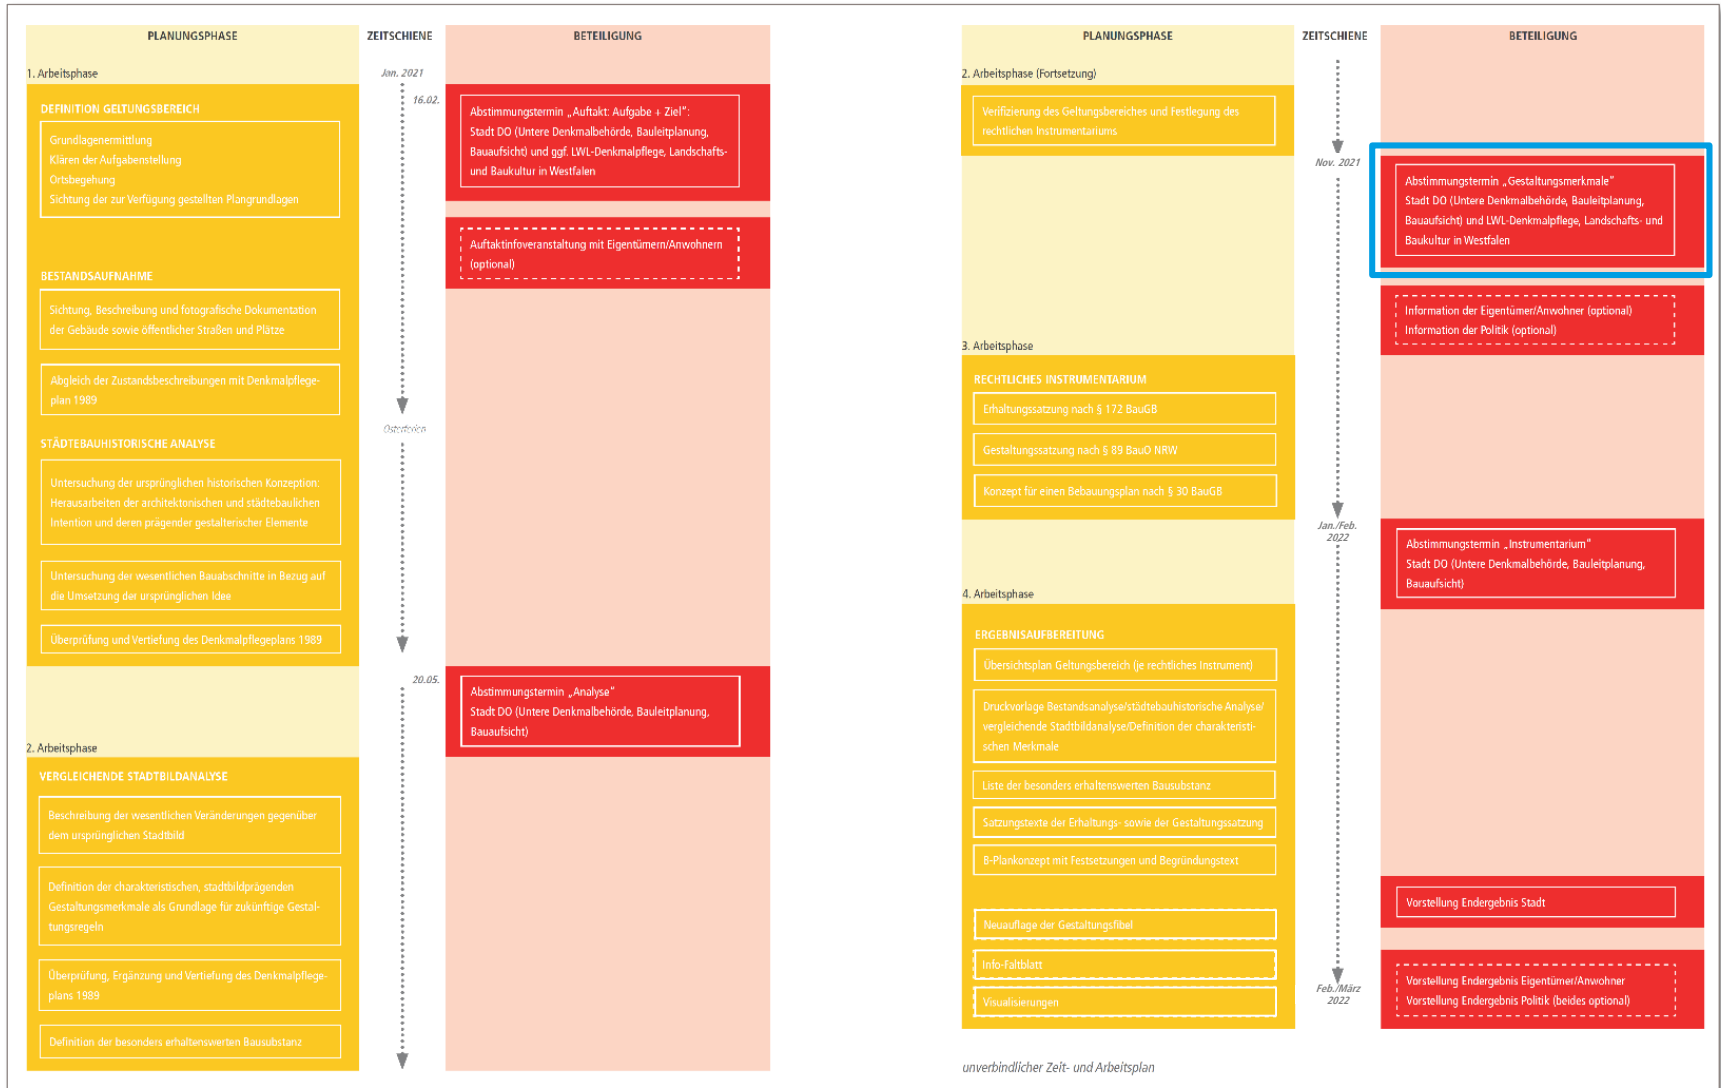 PLANUNGSPHASE
ZEITSCHIENE
BETEILIGUNG
1. Arbeitsphase
Jan. 2021
16.02.
DEFINITION GELTUNGSBEREICH
Grundlagenermittlung
Klären der Aufgabenstellung
Ortsbegehung
Sichtung der zur Verfügung gestellten Plangrundlagen
Abstimmungstermin „Auftakt: Aufgabe + Ziel“:
Stadt DO (Untere Denkmalbehörde, Bauleitplanung,
Bauaufsicht) und ggf. LWL-Denkmalpflege, Landschafts-
und Baukultur in Westfalen
Auftaktinfoveranstaltung mit Eigentümern/Anwohnern
(optional)
BESTANDSAUFNAHME
Sichtung, Beschreibung und fotografische Dokumentation
der Gebäude sowie öffentlicher Straßen und Plätze
Abgleich der Zustandsbeschreibungen mit Denkmalpflege-
plan 1989
Osterferien
STÄDTEBAUHISTORISCHE ANALYSE
Untersuchung der ursprünglichen historischen Konzeption:
Herausarbeiten der architektonischen und städtebaulichen
Intention und deren prägender gestalterischer Elemente
Untersuchung der wesentlichen Bauabschnitte in Bezug auf
die Umsetzung der ursprünglichen Idee
Überprüfung und Vertiefung des Denkmalpflegeplans 1989
20.05.
Abstimmungstermin „Analyse“
Stadt DO (Untere Denkmalbehörde, Bauleitplanung,
Bauaufsicht)
2. Arbeitsphase
VERGLEICHENDE STADTBILDANALYSE
Beschreibung der wesentlichen Veränderungen gegenüber
dem ursprünglichen Stadtbild
Definition der charakteristischen, stadtbildprägenden
Gestaltungsmerkmale als Grundlage für zukünftige Gestal-
tungsregeln
Überprüfung, Ergänzung und Vertiefung des Denkmalpflege-
plans 1989
Definition der besonders erhaltenswerten Bausubstanz
PLANUNGSPHASE
ZEITSCHIENE
BETEILIGUNG
2. Arbeitsphase (Fortsetzung)
Verifizierung des Geltungsbereiches und Festlegung des
rechtlichen Instrumentariums
Nov. 2021
Abstimmungstermin „Gestaltungsmerkmale“
Stadt DO (Untere Denkmalbehörde, Bauleitplanung,
Bauaufsicht) und LWL-Denkmalpflege, Landschafts- und
Baukultur in Westfalen
Information der Eigentümer/Anwohner (optional)
Information der Politik (optional)
3. Arbeitsphase
RECHTLICHES INSTRUMENTARIUM
Erhaltungssatzung nach § 172 BauGB
Gestaltungssatzung nach § 89 BauO NRW
Konzept für einen Bebauungsplan nach § 30 BauGB
Jan./Feb.
2022
Abstimmungstermin „Instrumentarium“
Stadt DO (Untere Denkmalbehörde, Bauleitplanung,
Bauaufsicht)
4. Arbeitsphase
ERGEBNISAUFBEREITUNG
Übersichtsplan Geltungsbereich (je rechtliches Instrument)
Druckvorlage Bestandsanalyse/städtebauhistorische Analyse/
vergleichende Stadtbildanalyse/Definition der charakteristi-
schen Merkmale
Liste der besonders erhaltenswerten Bausubstanz
Satzungstexte der Erhaltungs- sowie der Gestaltungssatzung
B-Plankonzept mit Festsetzungen und Begründungstext
Neuauflage der Gestaltungsfibel
Info-Faltblatt
Visualisierungen
Vorstellung Endergebnis Stadt
Feb./März
2022
Vorstellung Endergebnis Eigentümer/Anwohner
Vorstellung Endergebnis Politik (beides optional)
unverbindlicher Zeit- und Arbeitsplan